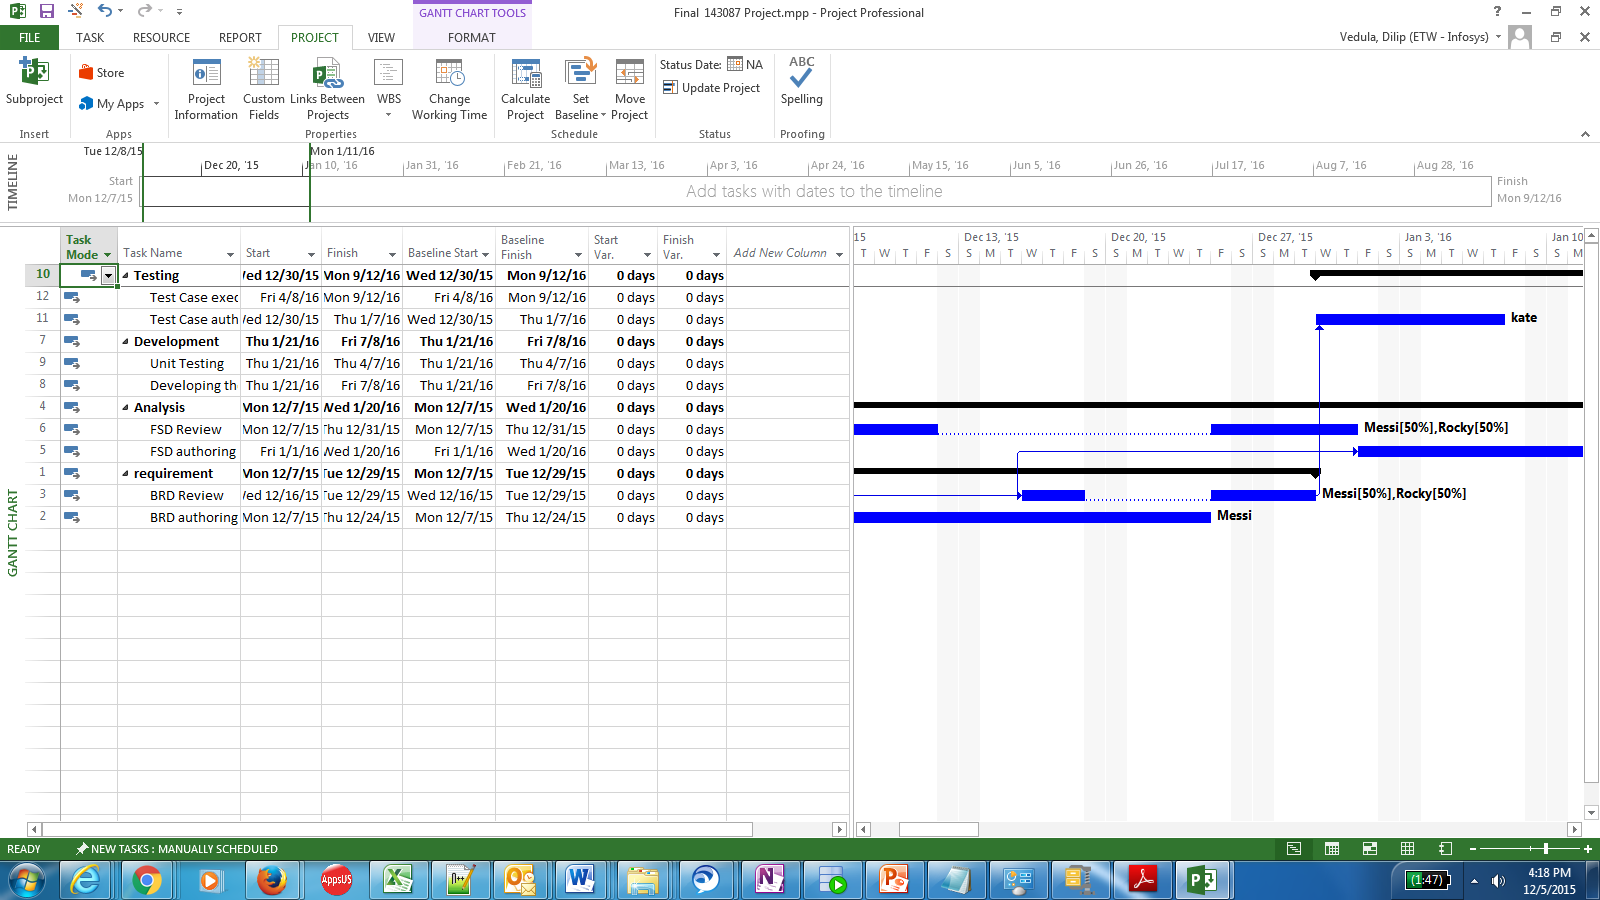 GANTT CHART TOOLS
Final 143087 Project.mpp - Project Professional
FILE TASK RESOURCE REPORT PROJECT VIEW FORMAT
Vedula, Dilip (ETW - Infosys)
Subproject
Store
My Apps
Project Information
Custom Fields
Links Between Projects
WBS
Change Working Time
Calculate Project
Set Baseline
Move Project
Status Date: NA
Update Project
ABC
Spelling
Insert Apps Properties Schedule Status Proofing
TIMELINE
Tue 12/8/15
Mon 1/11/16
Dec 20, '15 Jan 10, '16 Jan 31, '16 Feb 21, '16 Mar 13, '16 Apr 3, '16 Apr 24, '16 May 15, '16 Jun 5, '16 Jun 26, '16 Jul 17, '16 Aug 7, '16 Aug 28, '16
Start
Mon 12/7/15
Add tasks with dates to the timeline
Finish
Mon 9/12/16
GANTT CHART
Task Mode Task Name Start Finish Baseline Start Baseline Finish Start Var. Finish Var. Add New Column
10 Testing Wed 12/30/15 Mon 9/12/16 Wed 12/30/15 Mon 9/12/16 0 days 0 days
12 Test Case exec Fri 4/8/16 Mon 9/12/16 Fri 4/8/16 Mon 9/12/16 0 days 0 days
11 Test Case auth Wed 12/30/15 Thu 1/7/16 Wed 12/30/15 Thu 1/7/16 0 days 0 days
7 Development Thu 1/21/16 Fri 7/8/16 Thu 1/21/16 Fri 7/8/16 0 days 0 days
9 Unit Testing Thu 1/21/16 Thu 4/7/16 Thu 1/21/16 Thu 4/7/16 0 days 0 days
8 Developing th Thu 1/21/16 Fri 7/8/16 Thu 1/21/16 Fri 7/8/16 0 days 0 days
4 Analysis Mon 12/7/15 Wed 1/20/16 Mon 12/7/15 Wed 1/20/16 0 days 0 days
6 FSD Review Mon 12/7/15 Thu 12/31/15 Mon 12/7/15 Thu 12/31/15 0 days 0 days
5 FSD authoring Fri 1/1/16 Wed 1/20/16 Fri 1/1/16 Wed 1/20/16 0 days 0 days
1 requirement Mon 12/7/15 Tue 12/29/15 Mon 12/7/15 Tue 12/29/15 0 days 0 days
3 BRD Review Wed 12/16/15 Tue 12/29/15 Wed 12/16/15 Tue 12/29/15 0 days 0 days
2 BRD authoring Mon 12/7/15 Thu 12/24/15 Mon 12/7/15 Thu 12/24/15 0 days 0 days
15 Dec 13, '15 Dec 20, '15 Dec 27, '15 Jan 3, '16 Jan 10
T W T F S S M T W T F S S M T W T F S S M T W T F S S M T W T F S S M
kate
Messi[50%],Rocky[50%]
Messi[50%],Rocky[50%]
Messi
READY NEW TASKS : MANUALLY SCHEDULED
AppsUS
(1:47)
4:18 PM
12/5/2015